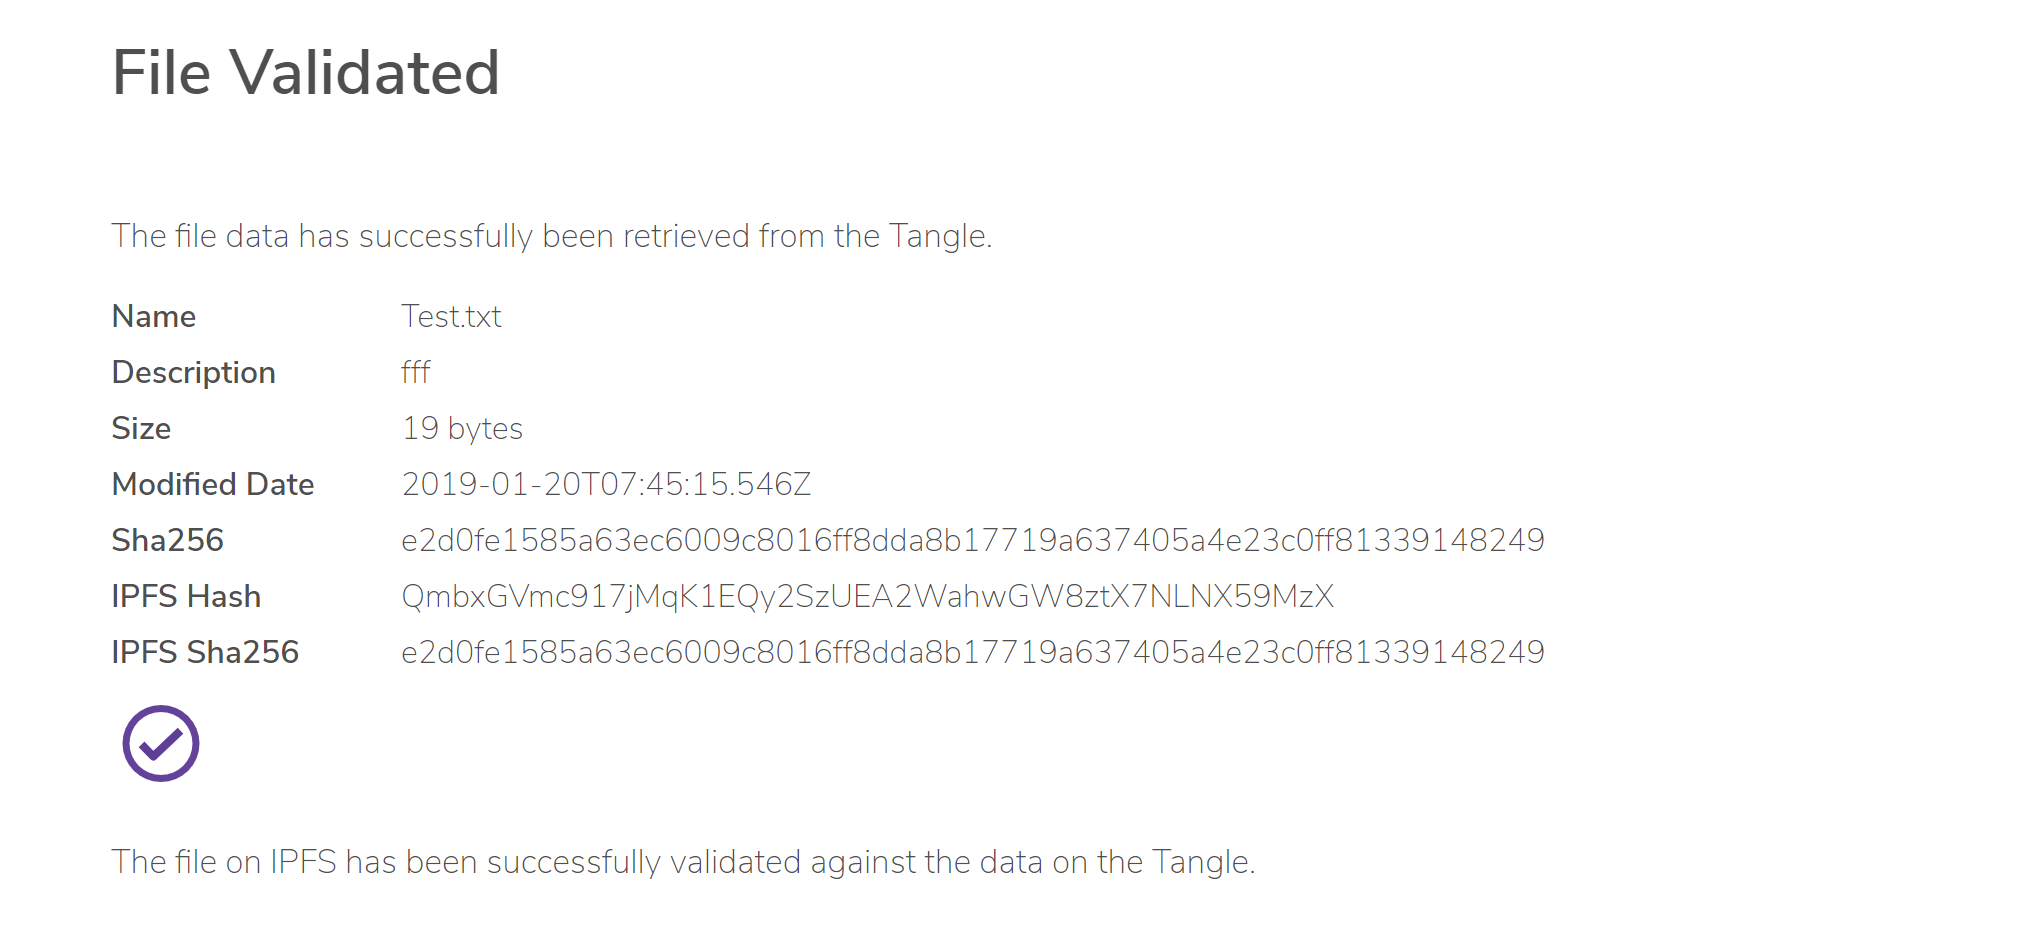 File Validated
The file data has successfully been retrieved from the Tangle.
Name Test.txt
Description fff
Size 19 bytes
Modified Date 2019-01-20T07:45:15.546Z
Sha256 e2d0fe1585a63ec6009c8016ff8dda8b17719a637405a4e23c0ff81339148249
IPFS Hash QmbxGVmc917jMqK1EQy2SzUEA2WahwGW8ztX7NLNX59MzX
IPFS Sha256 e2d0fe1585a63ec6009c8016ff8dda8b17719a637405a4e23c0ff81339148249
The file on IPFS has been successfully validated against the data on the Tangle.